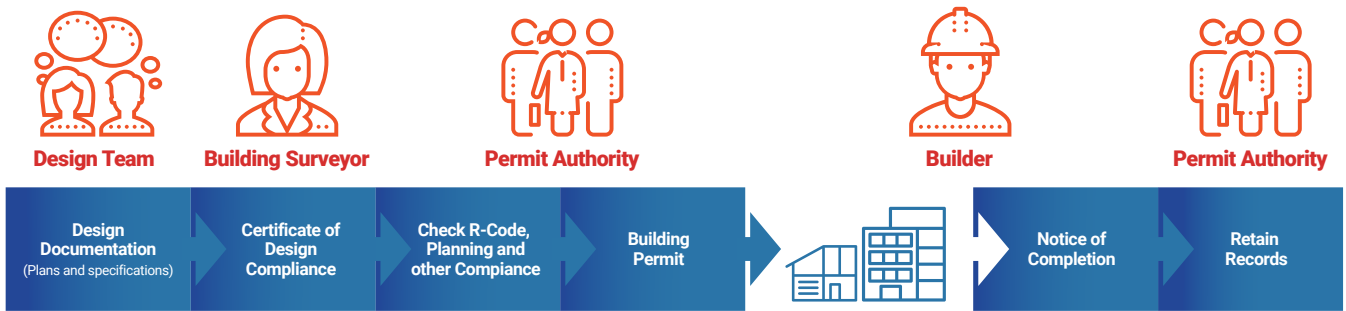 Design Team
Building Surveyor
Permit Authority
Builder
Permit Authority
Design
Documentation
(Plans and specifications)
Certificate of
Design
Compliance
Check R-Code,
Planning and
other Compiance
Building
Permit
Notice of
Completion
Retain
Records